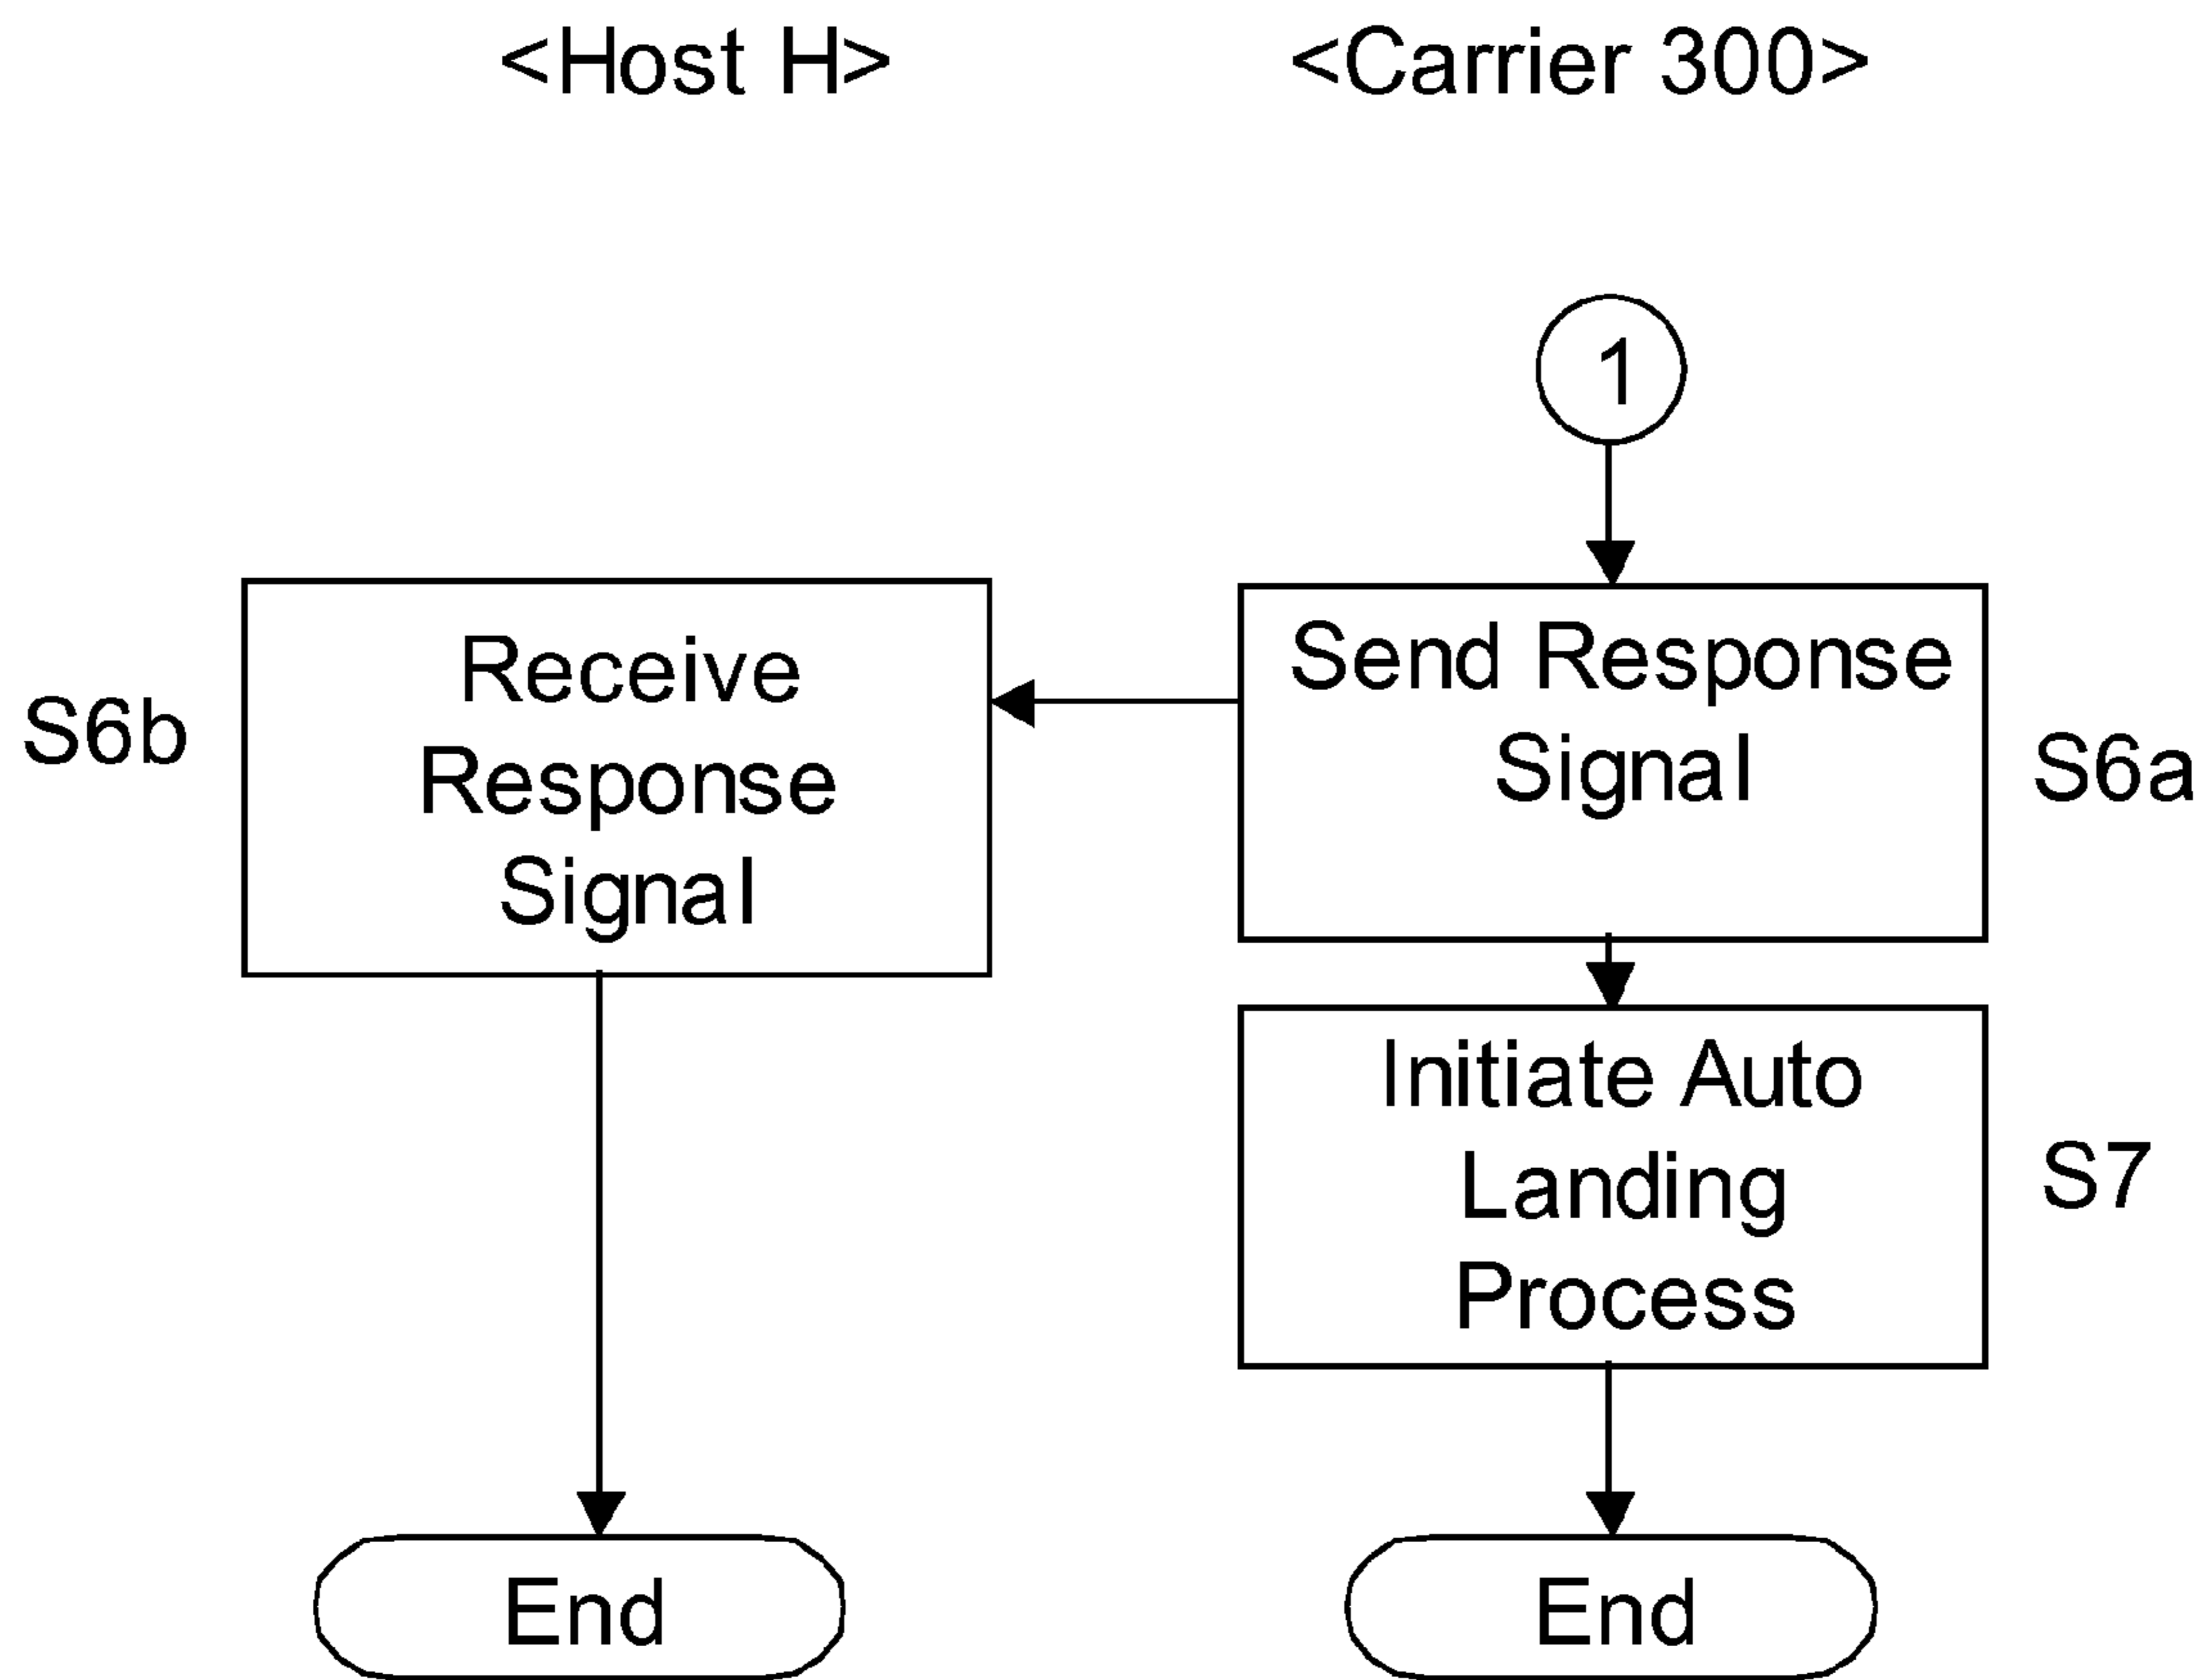 <Host H>
<Carrier 300>
1
Receive
Response
Signal
S6b
Send Response
Signal
S6a
Initiate Auto
Landing
Process
S7
End
End